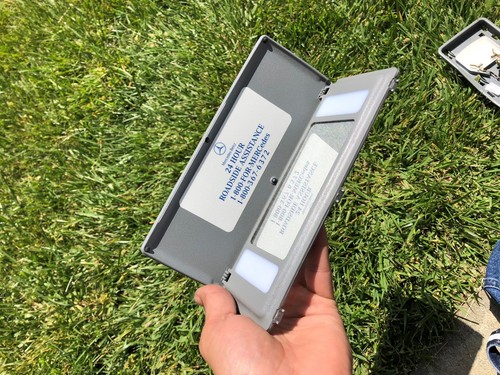 24 HOUR
ROADSIDE ASSISTANCE
1-800-FOR-MERCedes
1-800-367-6372